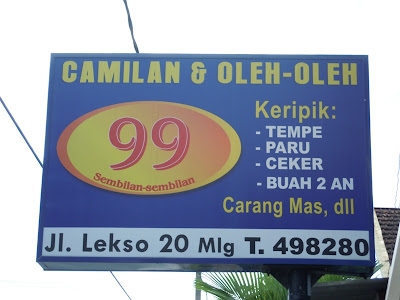 CAMILAN & OLEH-OLEH
99
Sembilan-sembilan
Keripik:
- TEMPE
- PARU
- CEKER
- BUAH 2 AN
Carang Mas, dll
Jl. Lekso 20 Mlg T. 498280